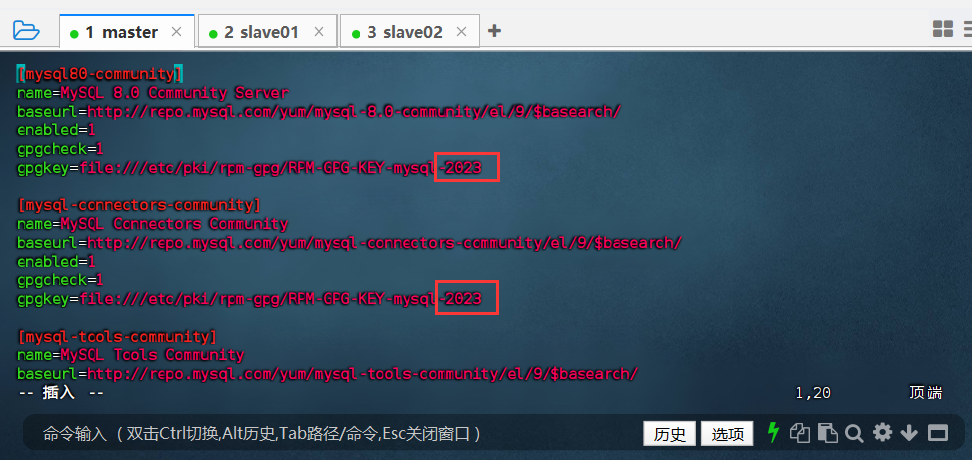 1 master × 2 slave01 × 3 slave02 × +
[mysql80-community]
name=MySQL 8.0 Community Server
baseurl=http://repo.mysql.com/yum/mysql-8.0-community/el/9/$basearch/
enabled=1
gpgcheck=1
gpgkey=file:///etc/pki/rpm-gpg/RPM-GPG-KEY-mysql-2023
[mysql-connectors-community]
name=MySQL Connectors Community
baseurl=http://repo.mysql.com/yum/mysql-connectors-community/el/9/$basearch/
enabled=1
gpgcheck=1
gpgkey=file:///etc/pki/rpm-gpg/RPM-GPG-KEY-mysql-2023
[mysql-tools-community]
name=MySQL Tools Community
baseurl=http://repo.mysql.com/yum/mysql-tools-community/el/9/$basearch/
-- 插入 -- 1,20 顶端
命令输入 （双击Ctrl切换,Alt历史,Tab路径/命令,Esc关闭窗口） 历史 选项